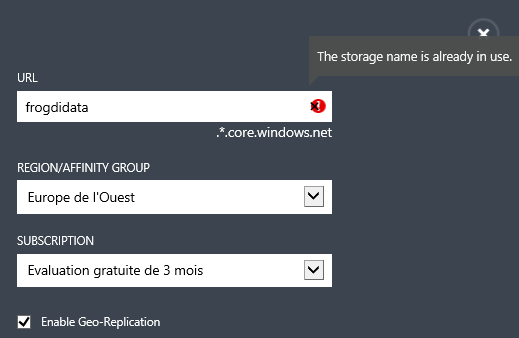 The storage name is already in use.
URL
frogdidata
.*.core.windows.net
REGION/AFFINITY GROUP
Europe de l'Ouest
SUBSCRIPTION
Evaluation gratuite de 3 mois
Enable Geo-Replication